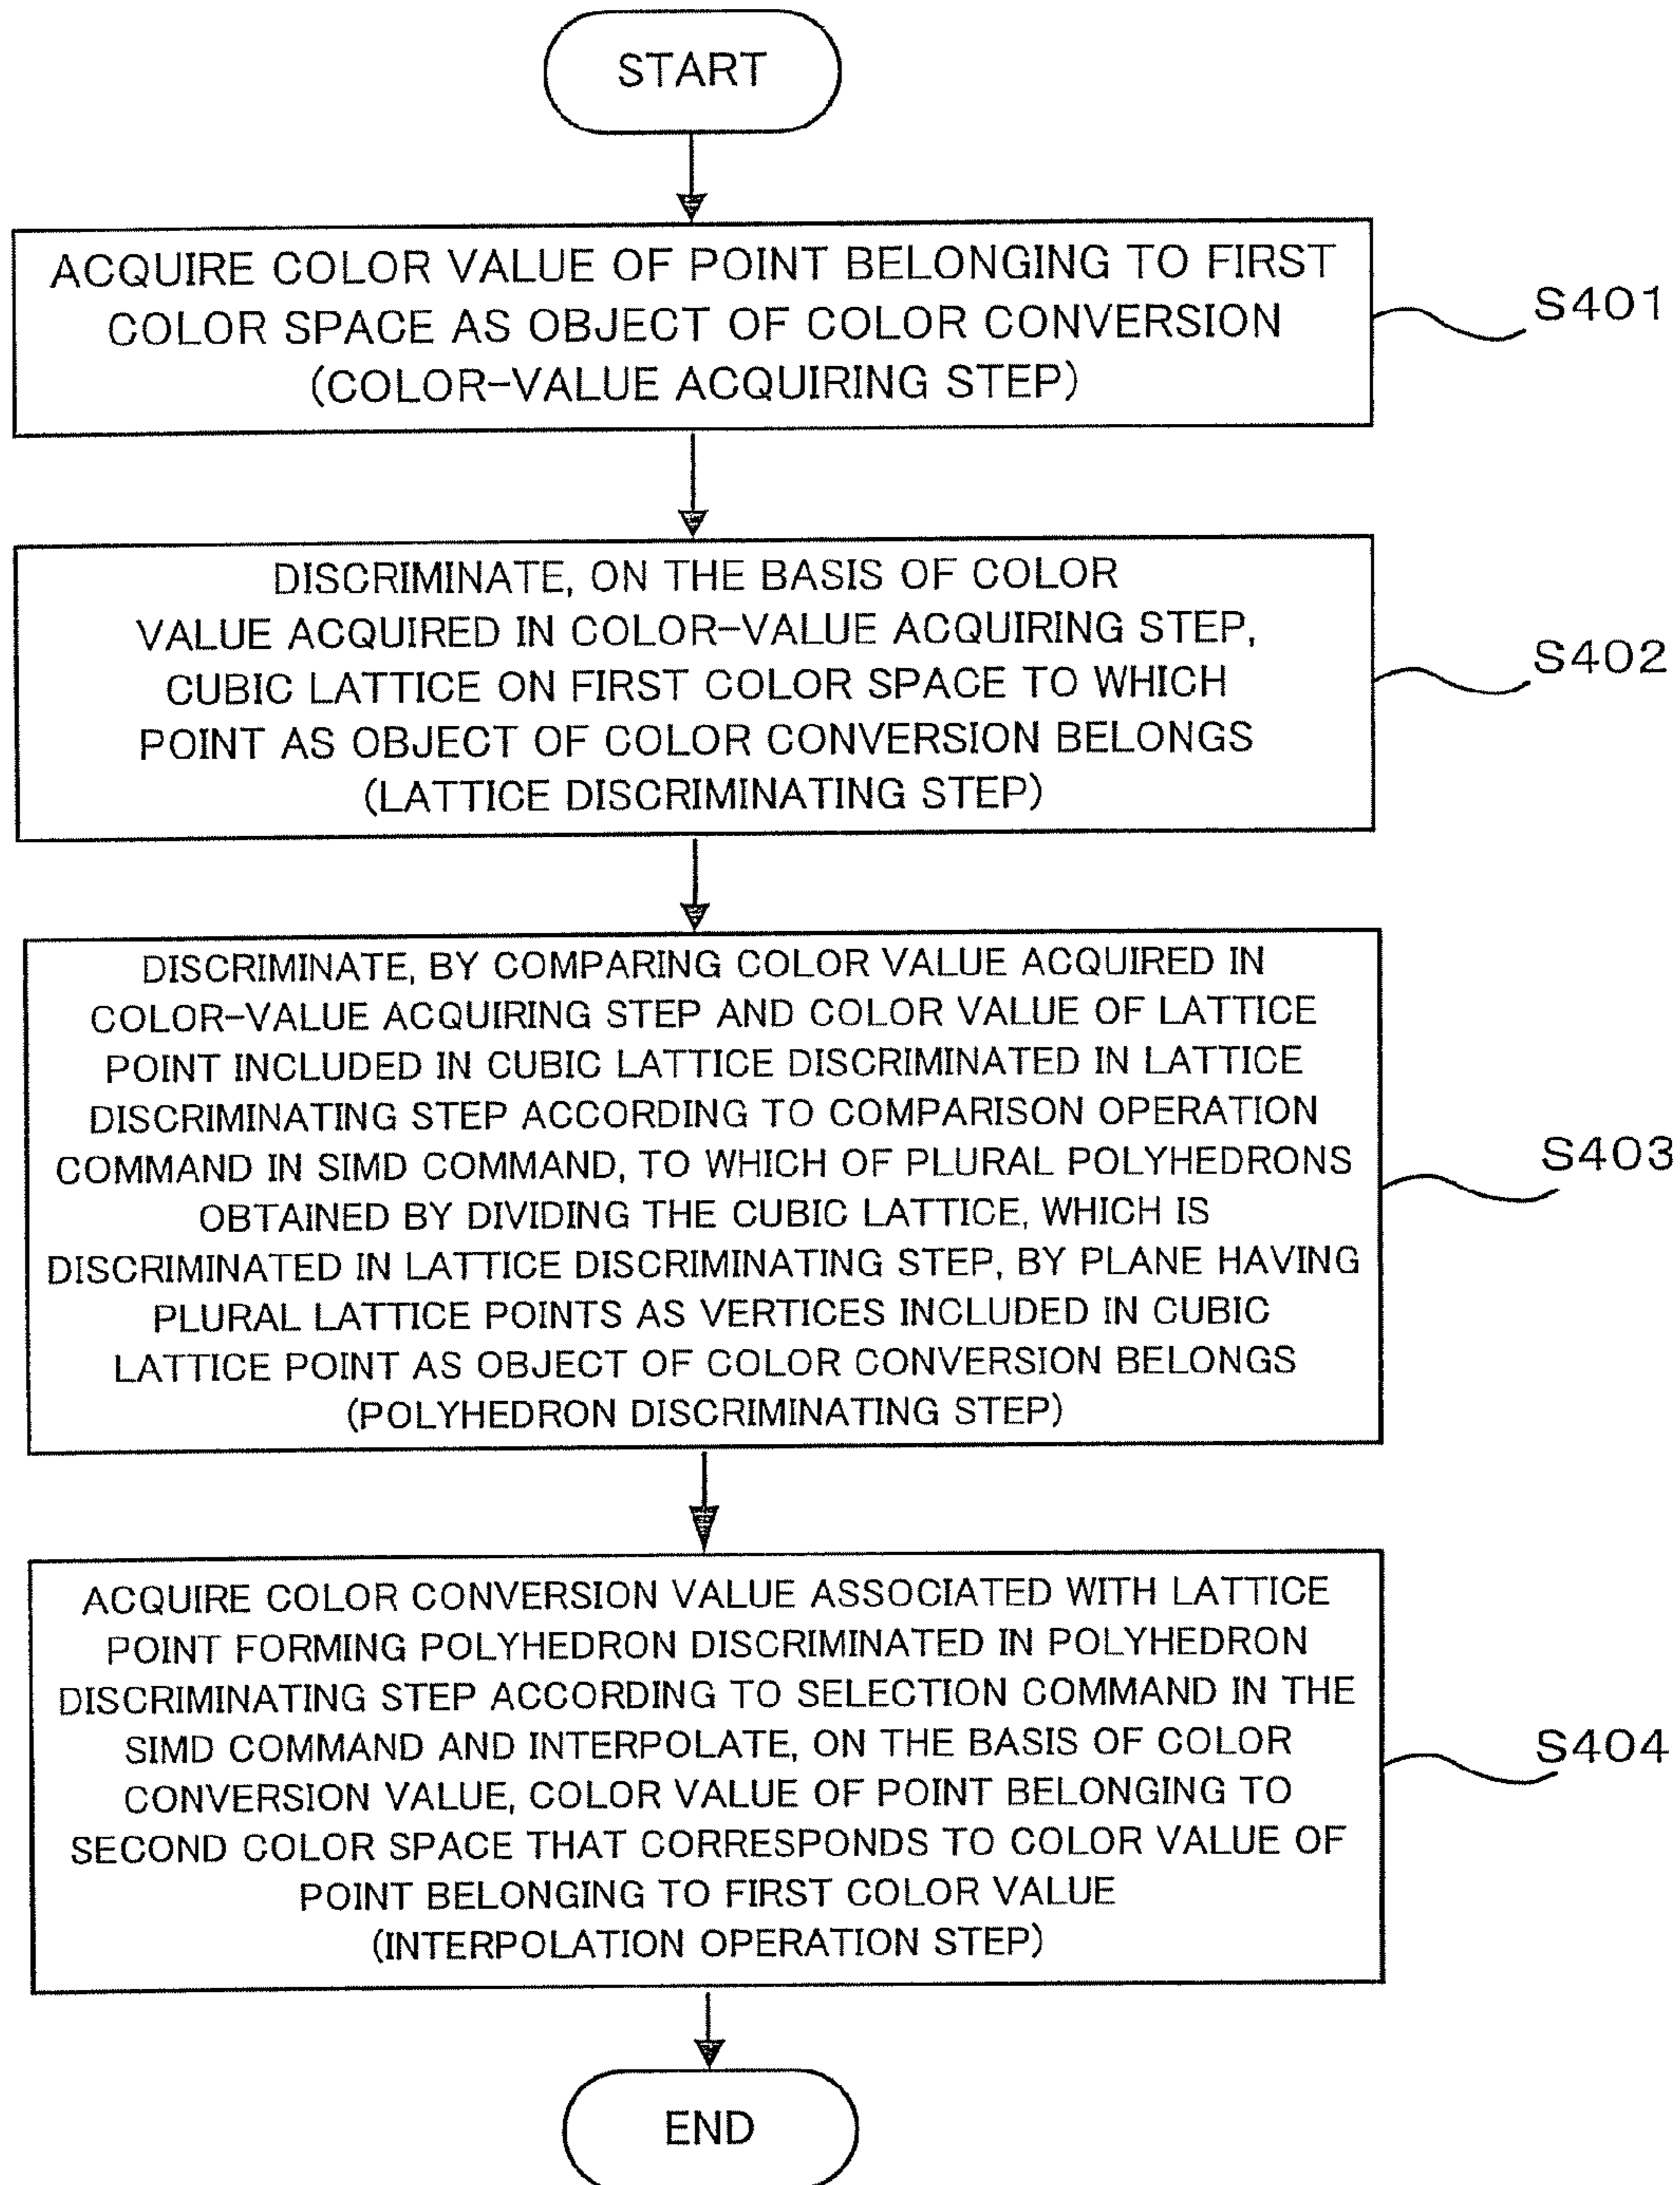 START
ACQUIRE COLOR VALUE OF POINT BELONGING TO FIRST
COLOR SPACE AS OBJECT OF COLOR CONVERSION
(COLOR-VALUE ACQUIRING STEP)
S401
DISCRIMINATE, ON THE BASIS OF COLOR
VALUE ACQUIRED IN COLOR-VALUE ACQUIRING STEP,
CUBIC LATTICE ON FIRST COLOR SPACE TO WHICH
POINT AS OBJECT OF COLOR CONVERSION BELONGS
(LATTICE DISCRIMINATING STEP)
S402
DISCRIMINATE, BY COMPARING COLOR VALUE ACQUIRED IN
COLOR-VALUE ACQUIRING STEP AND COLOR VALUE OF LATTICE
POINT INCLUDED IN CUBIC LATTICE DISCRIMINATED IN LATTICE
DISCRIMINATING STEP ACCORDING TO COMPARISON OPERATION
COMMAND IN SIMD COMMAND, TO WHICH OF PLURAL POLYHEDRONS
OBTAINED BY DIVIDING THE CUBIC LATTICE, WHICH IS
DISCRIMINATED IN LATTICE DISCRIMINATING STEP, BY PLANE HAVING
PLURAL LATTICE POINTS AS VERTICES INCLUDED IN CUBIC
LATTICE POINT AS OBJECT OF COLOR CONVERSION BELONGS
(POLYHEDRON DISCRIMINATING STEP)
S403
ACQUIRE COLOR CONVERSION VALUE ASSOCIATED WITH LATTICE
POINT FORMING POLYHEDRON DISCRIMINATED IN POLYHEDRON
DISCRIMINATING STEP ACCORDING TO SELECTION COMMAND IN THE
SIMD COMMAND AND INTERPOLATE, ON THE BASIS OF COLOR
CONVERSION VALUE, COLOR VALUE OF POINT BELONGING TO
SECOND COLOR SPACE THAT CORRESPONDS TO COLOR VALUE OF
POINT BELONGING TO FIRST COLOR VALUE
(INTERPOLATION OPERATION STEP)
S404
END